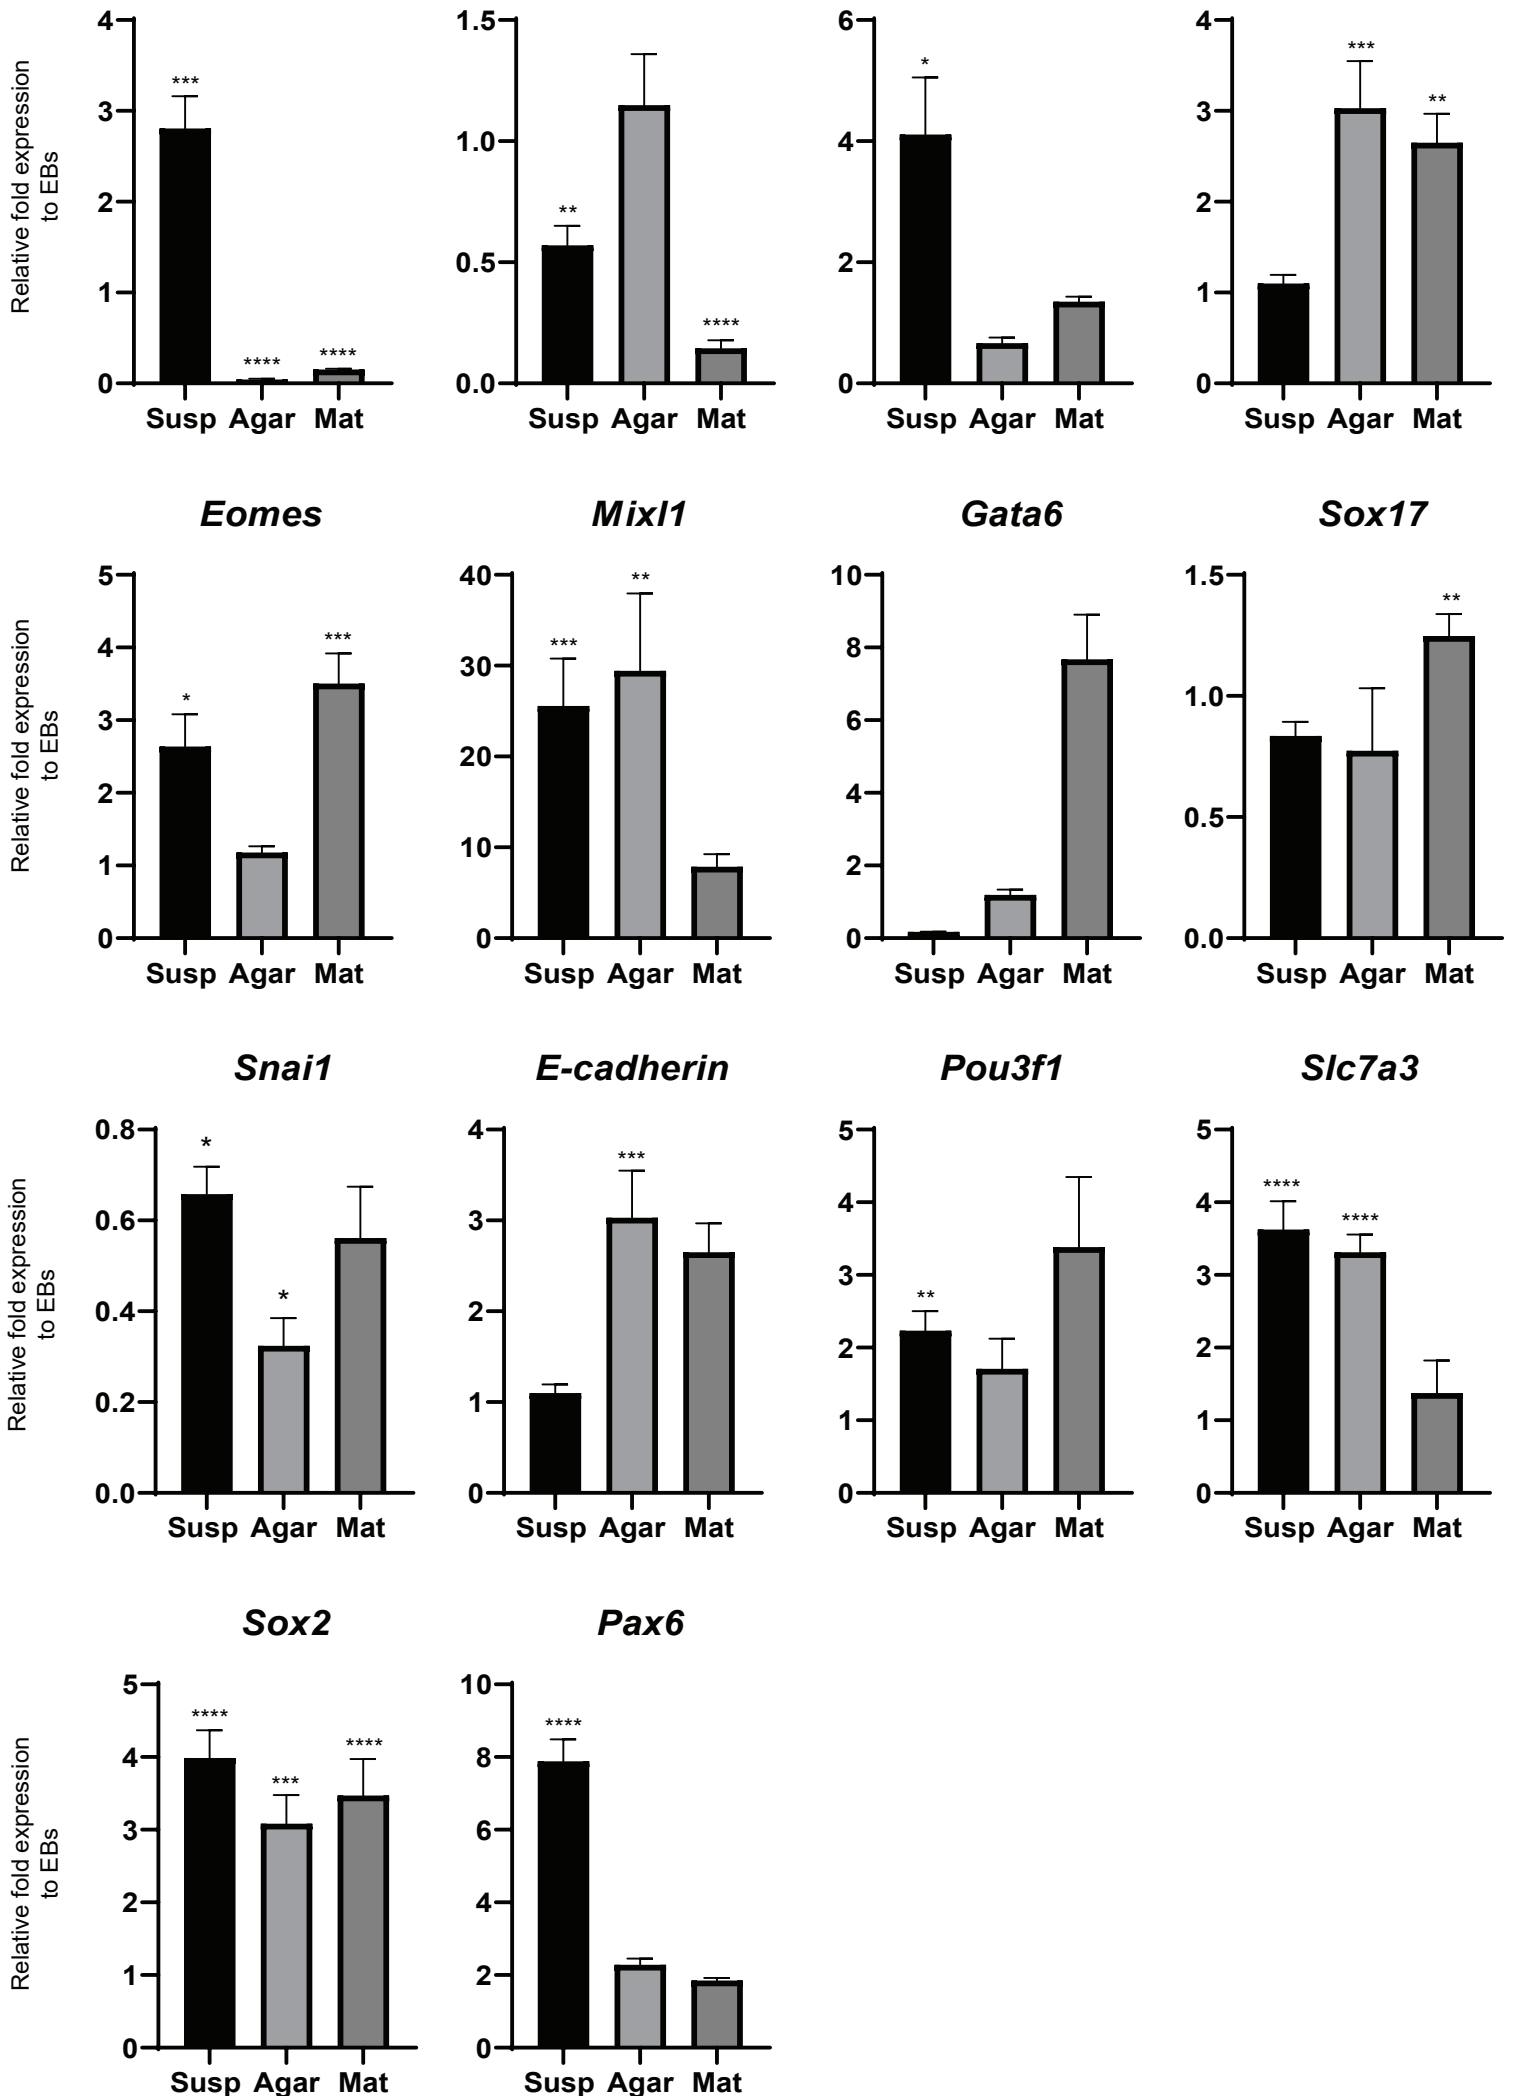 4 1.5 6 4
*** * *** **
3 1.0 4 3
Relative fold expression
to EBs
2 ** 2
0.5 2
1 **** 1
**** ****
0 0.0 0 0
Susp Agar Mat Susp Agar Mat Susp Agar Mat Susp Agar Mat
Eomes Mixl1 Gata6 Sox17
5 40 10 1.5
** **
4 *** *** 8
30
* 1.0
3 6
Relative fold expression
to EBs
20
2 4
0.5
10
1 2
0 0 0 0.0
Susp Agar Mat Susp Agar Mat Susp Agar Mat Susp Agar Mat
Snai1 E-cadherin Pou3f1 Slc7a3
0.8 4 5 5
* *** ****
4 4
0.6 3 ****
Relative fold expression
to EBs
3 3
* **
0.4 2
2 2
0.2 1
1 1
0.0 0 0 0
Susp Agar Mat Susp Agar Mat Susp Agar Mat Susp Agar Mat
Sox2 Pax6
5 10
**** **** ****
4 8
***
3 6
Relative fold expression
to EBs
2 4
1 2
0 0
Susp Agar Mat Susp Agar Mat